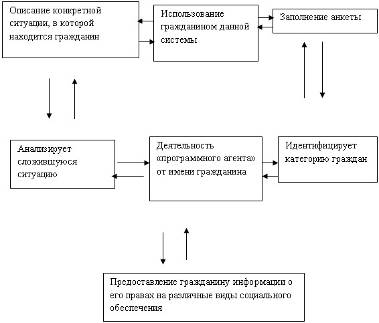 Описание конкретной
ситуации, в которой
находится гражданин
Использование
гражданином данной
системы
Заполнение анкеты
Анализирует
сложившуюся
ситуацию
Деятельность
«программного агента»
от имени гражданина
Идентифицирует
категорию граждан
Предоставление гражданину информации о
его правах на различные виды социального
обеспечения